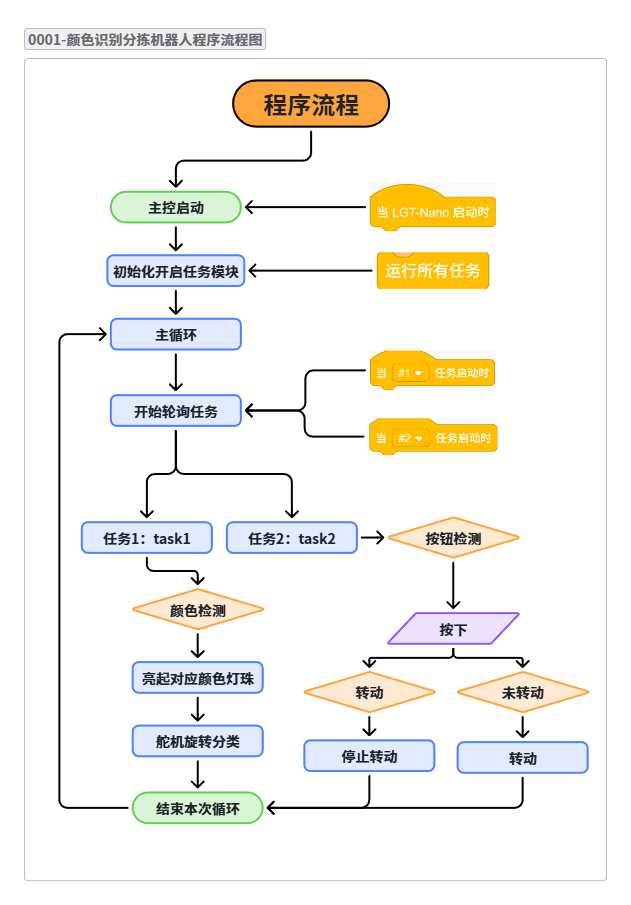 0001-颜色识别分拣机器人程序流程图
程序流程
主控启动
当 LGT-Nano 启动时
初始化开启任务模块
运行所有任务
主循环
当 #1 任务启动时
开始轮询任务
当 #2 任务启动时
任务1：task1
任务2：task2
按钮检测
颜色检测
按下
亮起对应颜色灯珠
转动
未转动
舵机旋转分类
停止转动
转动
结束本次循环